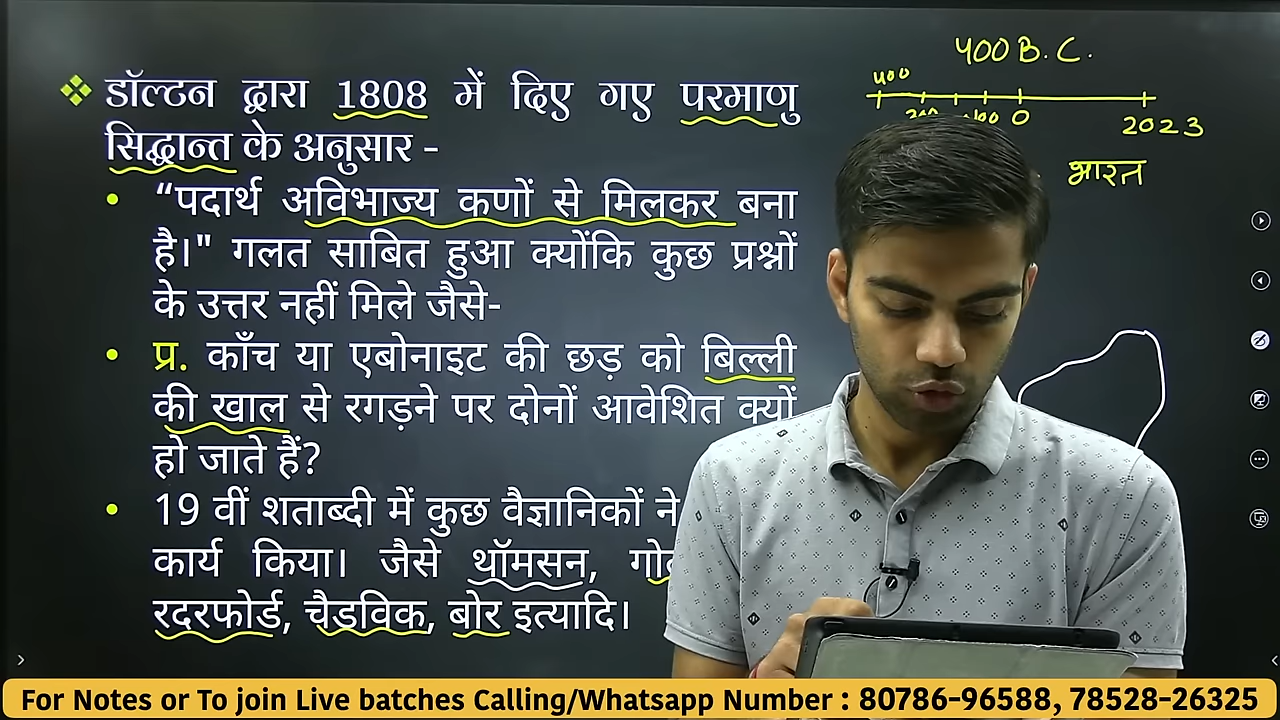 ❖ डॉल्टन द्वारा 1808 में दिए गए परमाणु
सिद्धान्त के अनुसार -
• “पदार्थ अविभाज्य कणों से मिलकर बना
है।" गलत साबित हुआ क्योंकि कुछ प्रश्नों
के उत्तर नहीं मिले जैसे-
• प्र. काँच या एबोनाइट की छड़ को बिल्ली
की खाल से रगड़ने पर दोनों आवेशित क्यों
हो जाते हैं?
• 19 वीं शताब्दी में कुछ वैज्ञानिकों ने
कार्य किया। जैसे थॉमसन,
रदरफोर्ड, चैडविक, बोर इत्यादि।
400 B.C.
400
0 2023
भारत
For Notes or To join Live batches Calling/Whatsapp Number : 80786-96588, 78528-26325